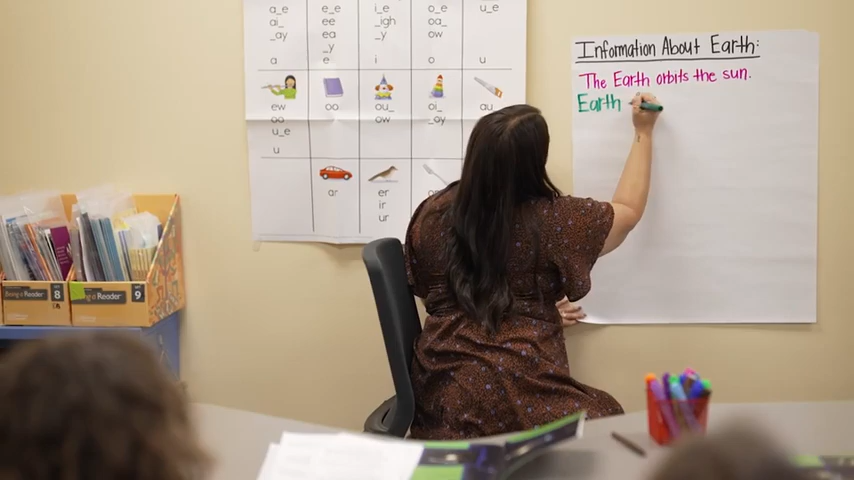 a_e e_e i_e o_e u_e
ai_ ee _igh oa_
_ay ea _y ow
_y
a e i o u
ew oo ou_ oi_ au_
oa ow _oy
u_e
u
ar er
ir
ur
Information About Earth:
The Earth orbits the sun.
Earth
Being a Reader 8
Being a Reader 9